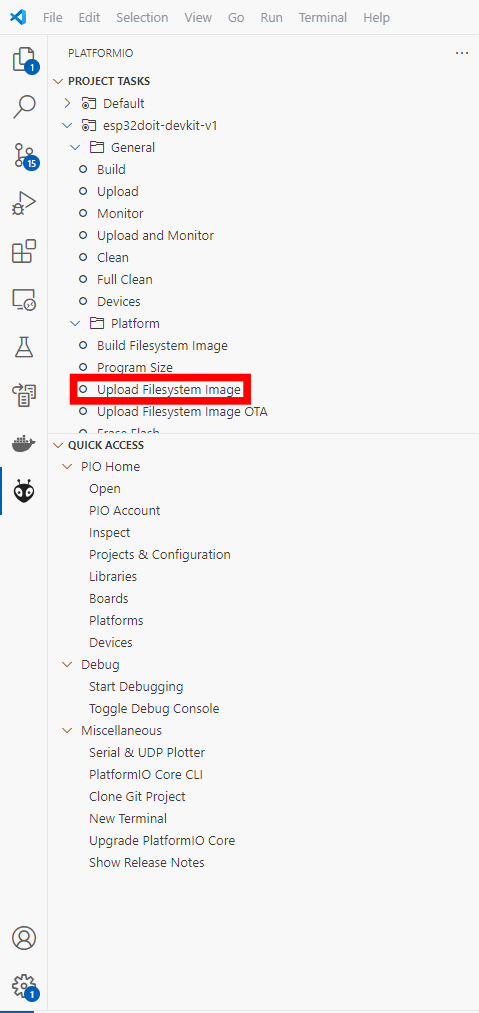 File Edit Selection View Go Run Terminal Help
PLATFORMIO
1
PROJECT TASKS
Default
esp32doit-devkit-v1
General
15
Build
Upload
Monitor
Upload and Monitor
Clean
Full Clean
Devices
Platform
Build Filesystem Image
Program Size
Upload Filesystem Image
Upload Filesystem Image OTA
Erase Flash
QUICK ACCESS
PIO Home
Open
PIO Account
Inspect
Projects & Configuration
Libraries
Boards
Platforms
Devices
Debug
Start Debugging
Toggle Debug Console
Miscellaneous
Serial & UDP Plotter
PlatformIO Core CLI
Clone Git Project
New Terminal
Upgrade PlatformIO Core
Show Release Notes
1